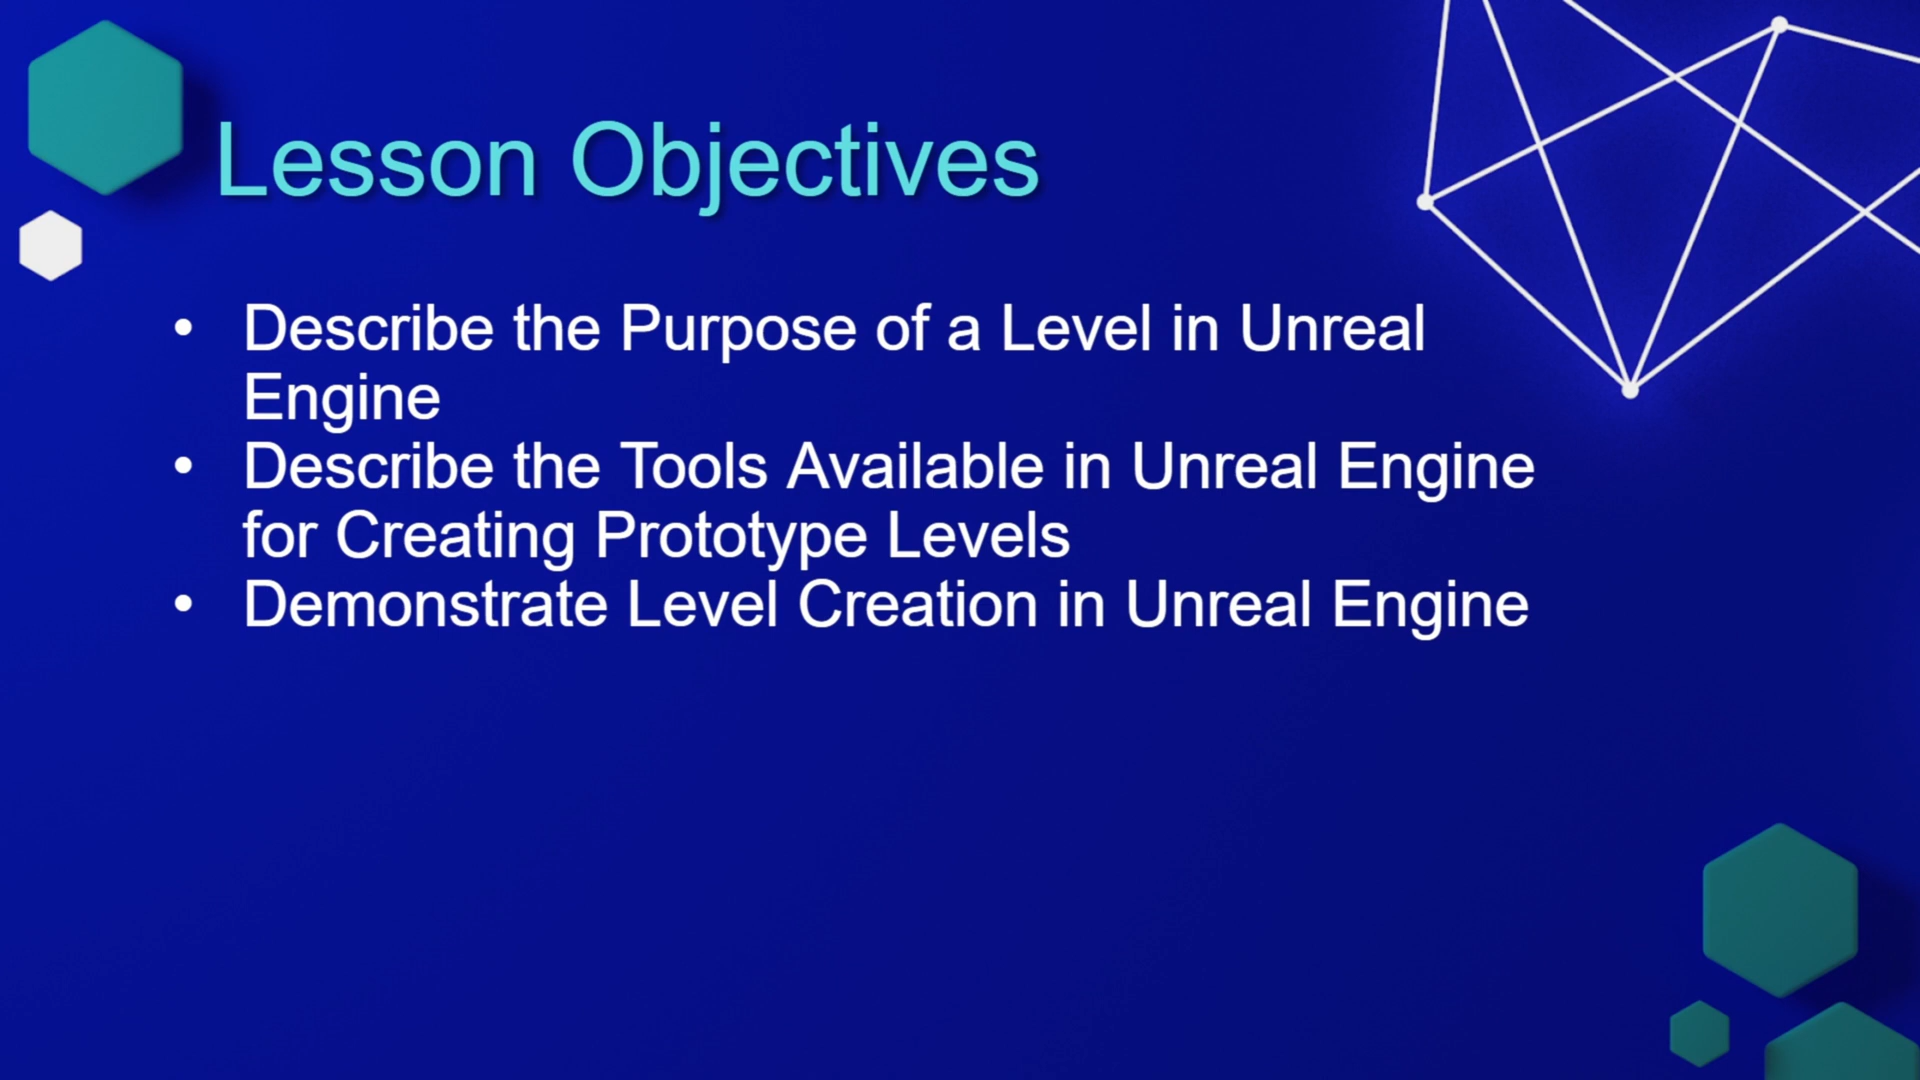 Lesson Objectives
• Describe the Purpose of a Level in Unreal
Engine
• Describe the Tools Available in Unreal Engine
for Creating Prototype Levels
• Demonstrate Level Creation in Unreal Engine